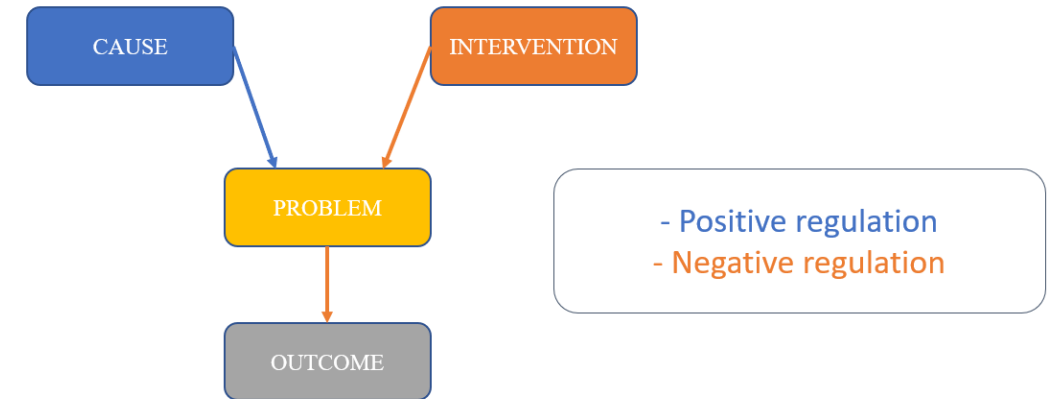 CAUSE
INTERVENTION
PROBLEM
- Positive regulation
- Negative regulation
OUTCOME